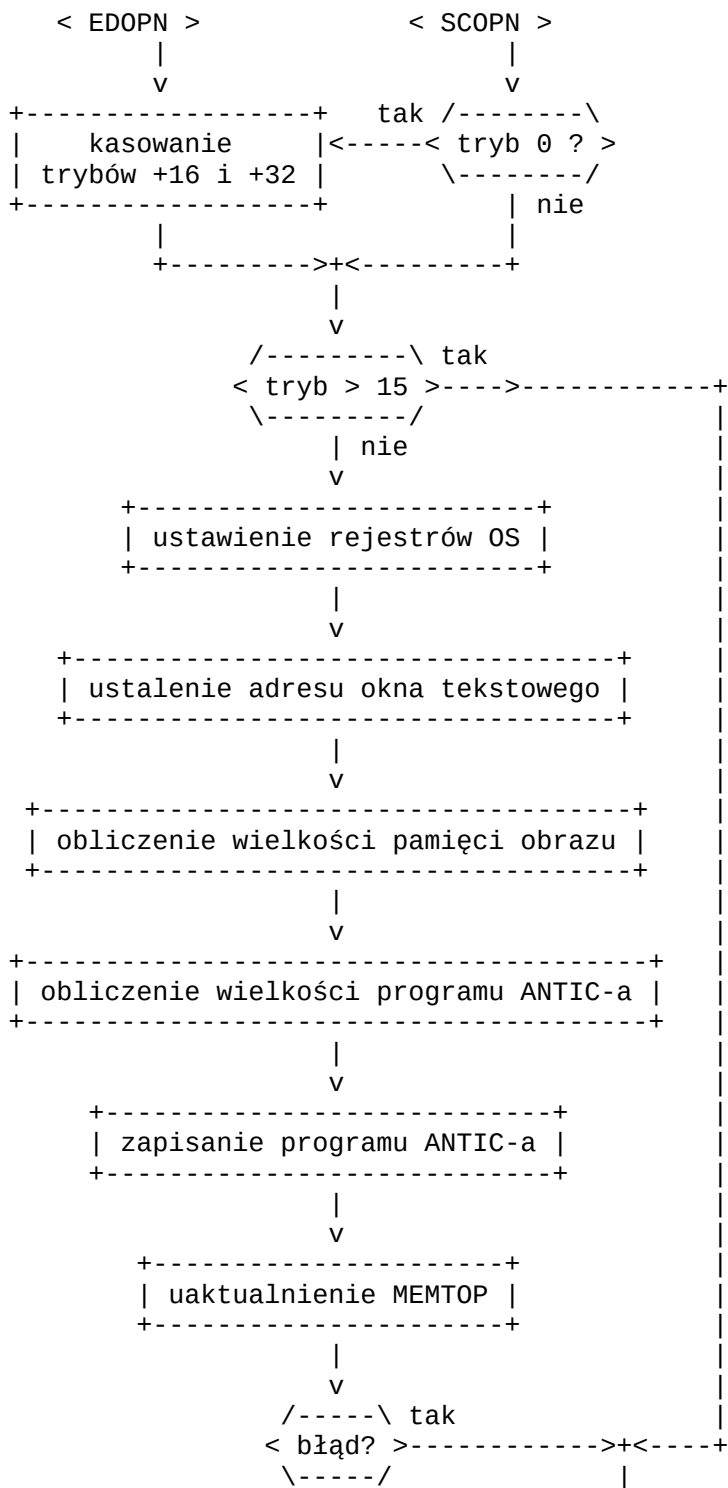 < EDOPN > < SCOPN >
tak
kasowanie < tryb 0 ? >
trybów +16 i +32
nie
tak
< tryb > 15 >
nie
ustawienie rejestrów OS
ustalenie adresu okna tekstowego
obliczenie wielkości pamięci obrazu
obliczenie wielkości programu ANTIC-a
zapisanie programu ANTIC-a
uaktualnienie MEMTOP
tak
< błąd? >